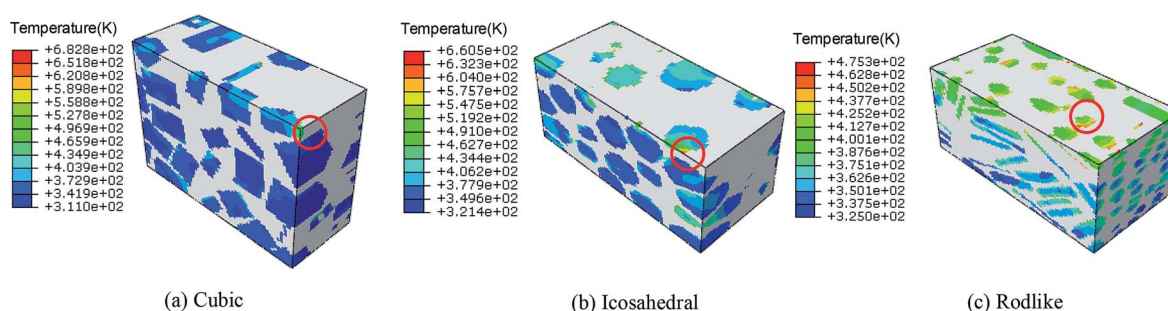 Temperature(K)
+6.828e+02
+6.518e+02
+6.208e+02
+5.898e+02
+5.588e+02
+5.278e+02
+4.969e+02
+4.659e+02
+4.349e+02
+4.039e+02
+3.729e+02
+3.419e+02
+3.110e+02
(a) Cubic
Temperature(K)
+6.605e+02
+6.323e+02
+6.040e+02
+5.757e+02
+5.475e+02
+5.192e+02
+4.910e+02
+4.627e+02
+4.344e+02
+4.062e+02
+3.779e+02
+3.496e+02
+3.214e+02
(b) Icosahedral
Temperature(K)
+4.753e+02
+4.628e+02
+4.502e+02
+4.377e+02
+4.252e+02
+4.127e+02
+4.001e+02
+3.876e+02
+3.751e+02
+3.626e+02
+3.501e+02
+3.375e+02
+3.250e+02
(c) Rodlike